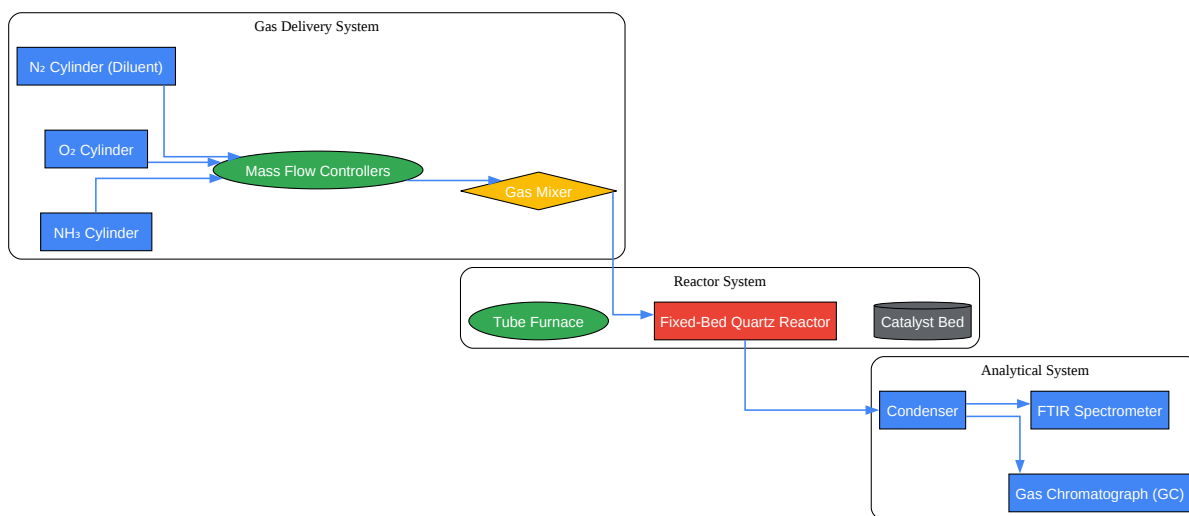 Gas Delivery System
N₂ Cylinder (Diluent)
O₂ Cylinder
Mass Flow Controllers
Gas Mixer
NH₃ Cylinder
Reactor System
Tube Furnace
Fixed-Bed Quartz Reactor
Catalyst Bed
Analytical System
Condenser
FTIR Spectrometer
Gas Chromatograph (GC)